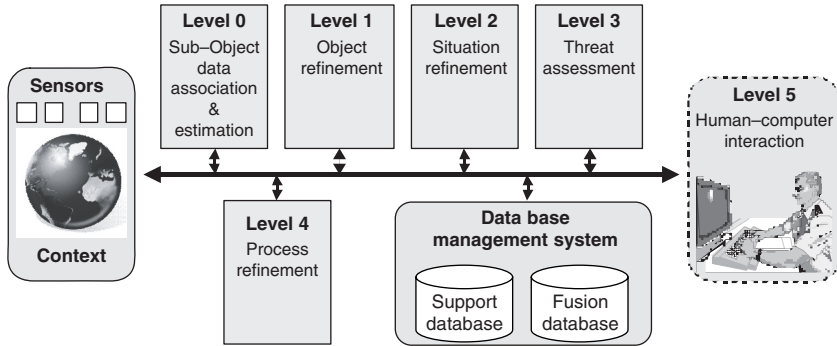 Sensors
Context
Level 0
Sub–Object
data
association
&
estimation
Level 1
Object
refinement
Level 2
Situation
refinement
Level 3
Threat
assessment
Level 4
Process
refinement
Data base
management system
Support
database
Fusion
database
Level 5
Human–computer
interaction